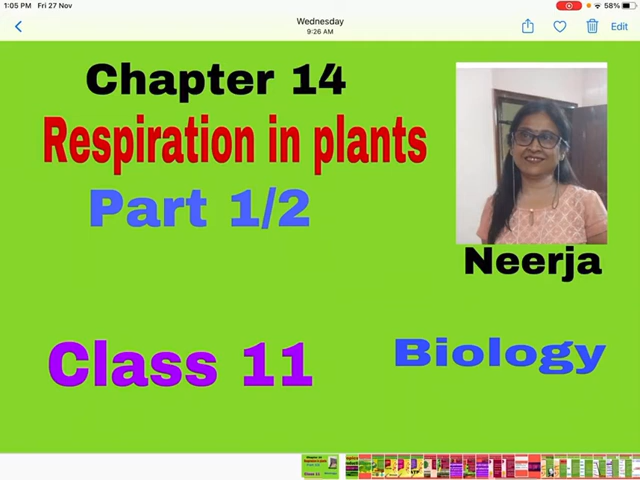 1:05 PM Fri 27 Nov
58%
Wednesday
9:26 AM
Edit
Chapter 14
Respiration in plants
Part 1/2
Neerja
Class 11
Biology